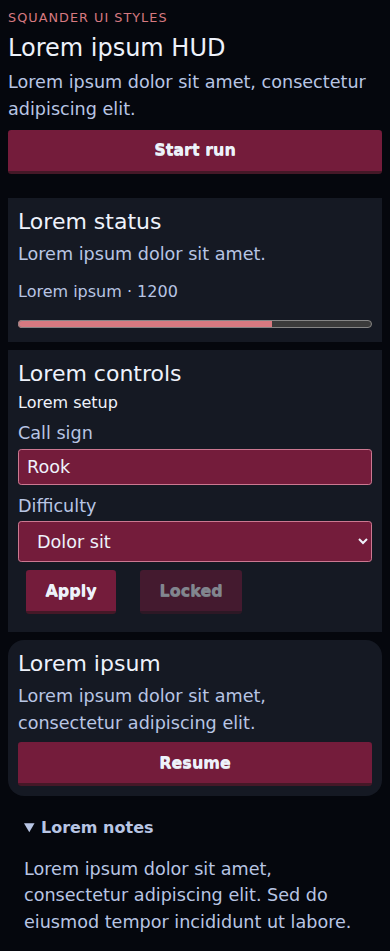 SQUANDER UI STYLES
Lorem ipsum HUD
Lorem ipsum dolor sit amet, consectetur
adipiscing elit.
Start run
Lorem status
Lorem ipsum dolor sit amet.
Lorem ipsum · 1200
Lorem controls
Lorem setup
Call sign
Rook
Difficulty
Dolor sit
Apply Locked
Lorem ipsum
Lorem ipsum dolor sit amet,
consectetur adipiscing elit.
Resume
▼ Lorem notes
Lorem ipsum dolor sit amet,
consectetur adipiscing elit. Sed do
eiusmod tempor incididunt ut labore.